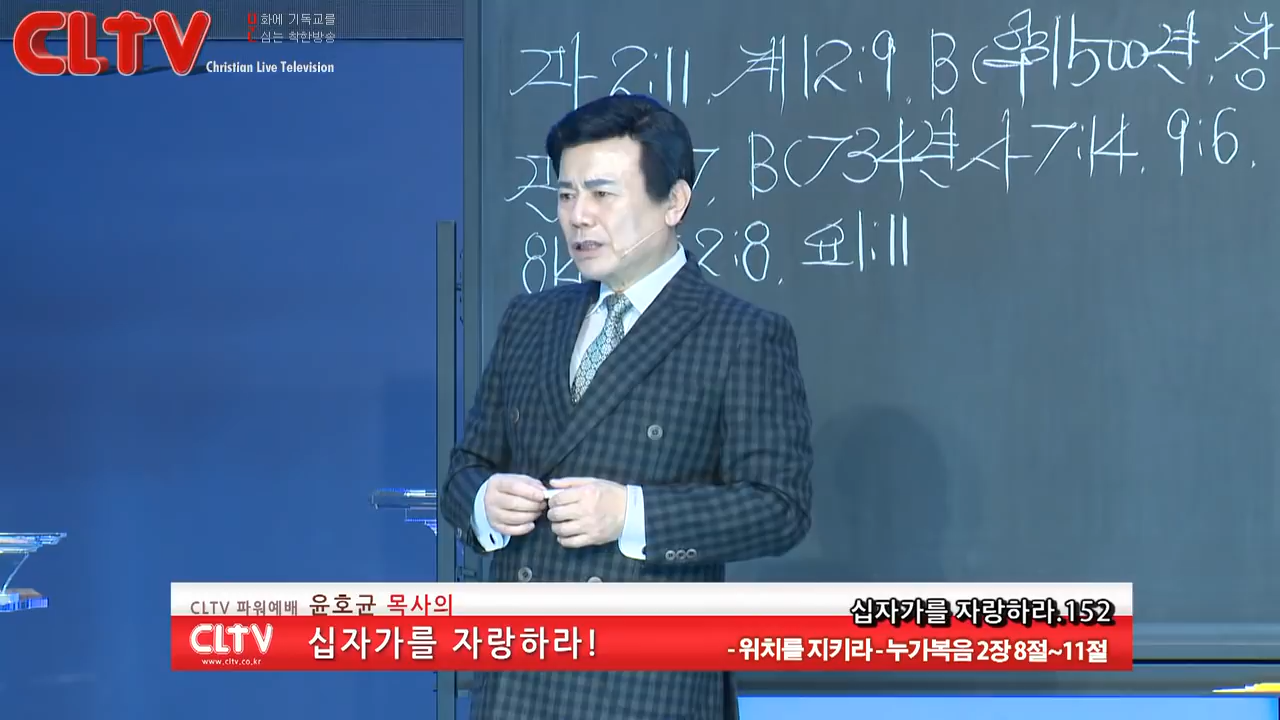 CLTV
문화에 기독교를
심는 착한방송
Christian Live Television
2:11. 계12:9. BC 1500년. 창
7. BC734년 사7:14. 9:6.
2:8. 요1:11
CLTV 파워예배 윤호균 목사의
십자가를 자랑하라.152
CLTV
www.cltv.co.kr
십자가를 자랑하라!
- 위치를 지키라 - 누가복음 2장 8절~11절